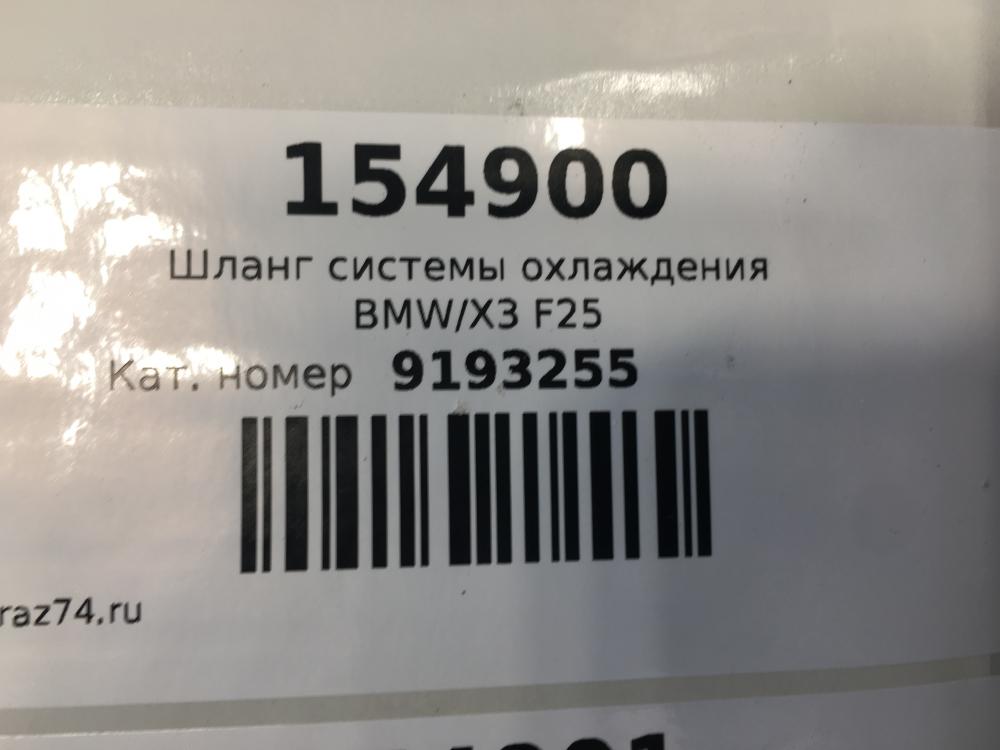 154900
Шланг системы охлаждения
BMW/X3 F25
Кат. номер 9193255
raz74.ru